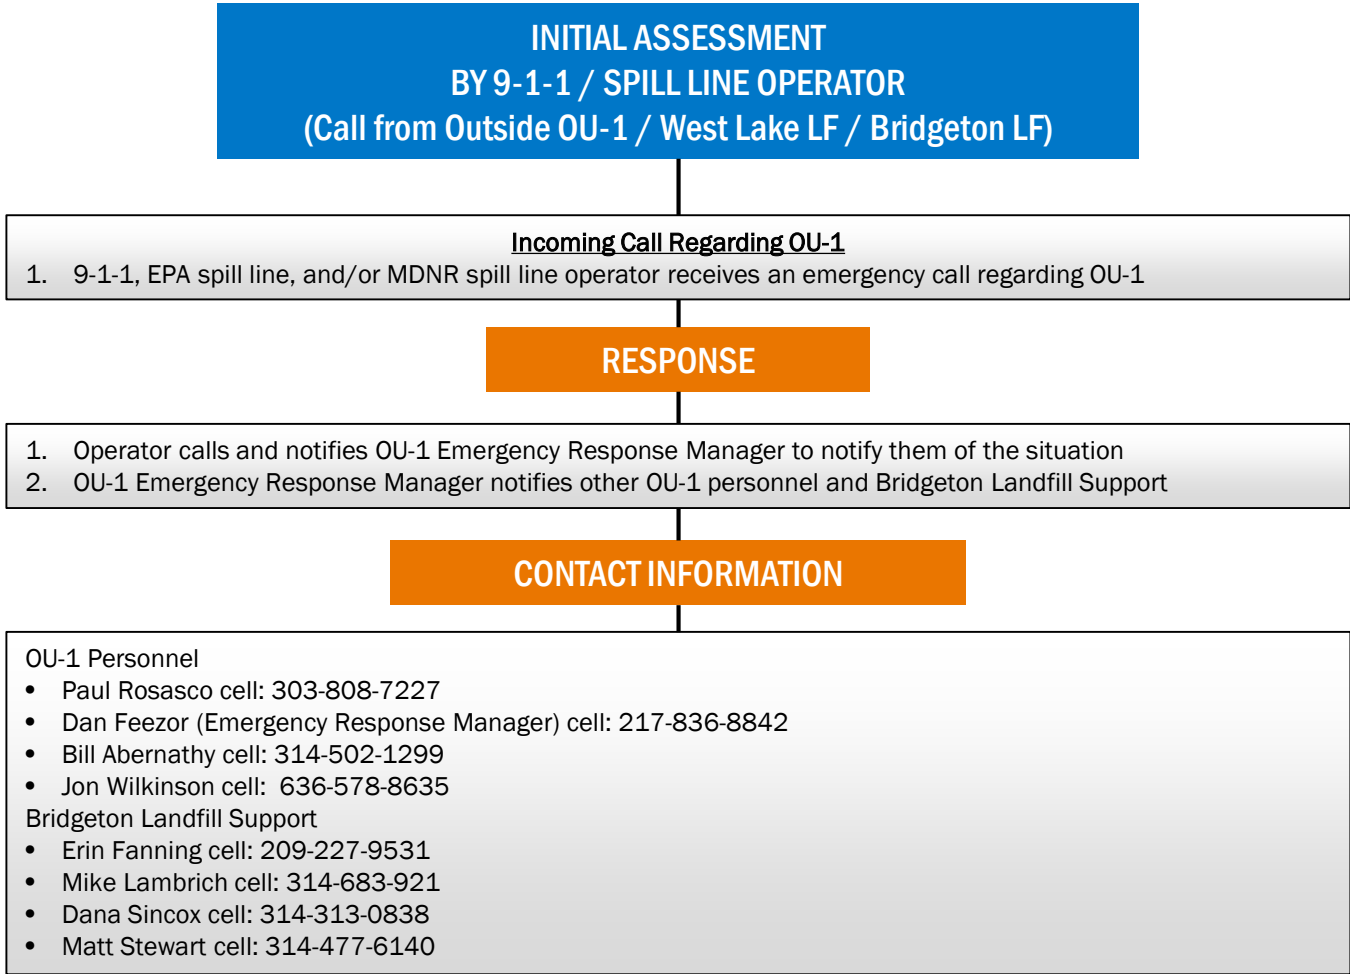 INITIAL ASSESSMENT
BY 9-1-1 / SPILL LINE OPERATOR
(Call from Outside OU-1 / West Lake LF / Bridgeton LF)
Incoming Call Regarding OU-1
1. 9-1-1, EPA spill line, and/or MDNR spill line operator receives an emergency call regarding OU-1
RESPONSE
1. Operator calls and notifies OU-1 Emergency Response Manager to notify them of the situation
2. OU-1 Emergency Response Manager notifies other OU-1 personnel and Bridgeton Landfill Support
CONTACT INFORMATION
OU-1 Personnel
• Paul Rosasco cell: 303-808-7227
• Dan Feezor (Emergency Response Manager) cell: 217-836-8842
• Bill Abernathy cell: 314-502-1299
• Jon Wilkinson cell: 636-578-8635
Bridgeton Landfill Support
• Erin Fanning cell: 209-227-9531
• Mike Lambrich cell: 314-683-921
• Dana Sincox cell: 314-313-0838
• Matt Stewart cell: 314-477-6140